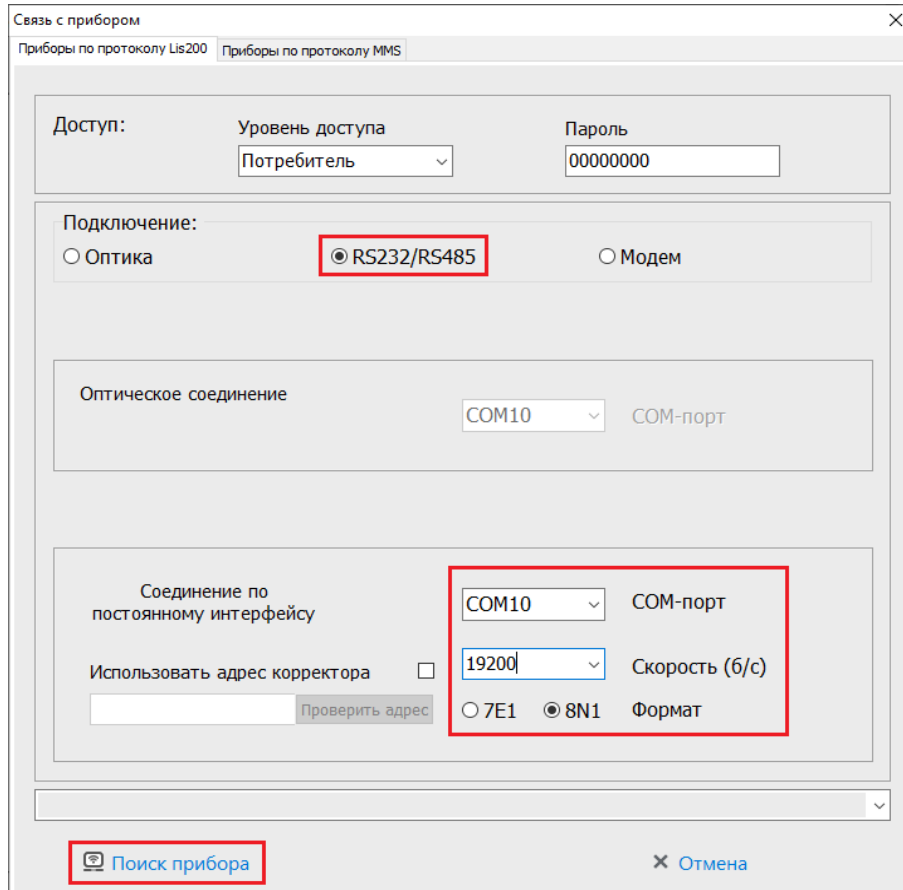 Связь с прибором
Приборы по протоколу Lis200 Приборы по протоколу MMS
Доступ: Уровень доступа Пароль
Потребитель 00000000
Подключение:
Оптика RS232/RS485 Модем
Оптическое соединение
COM10 COM-порт
Соединение по
постоянному интерфейсу
COM10 COM-порт
Использовать адрес корректора 19200 Скорость (б/с)
Проверить адрес 7E1 8N1 Формат
Поиск прибора Отмена